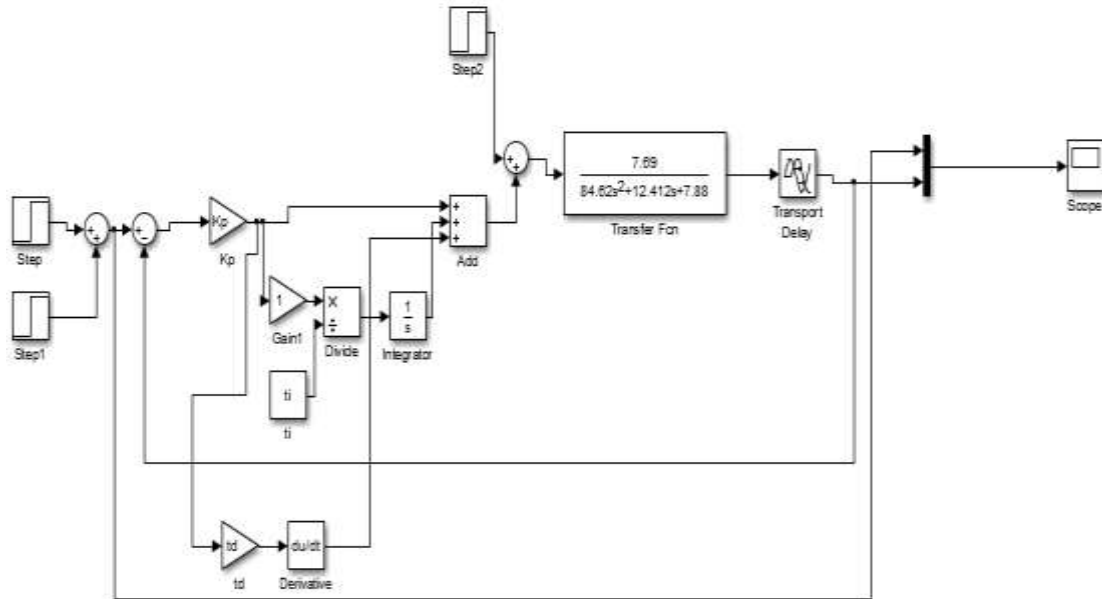 Step2
+
+
7.69
84.62s²+12.412s+7.88
Transfer Fcn
Transport
Delay
Scope
Step
+
+
+
−
Kp
Kp
+
+
+
Add
Step1
1
Gain1
×
÷
Divide
1
s
Integrator
ti
ti
td
td
du/dt
Derivative